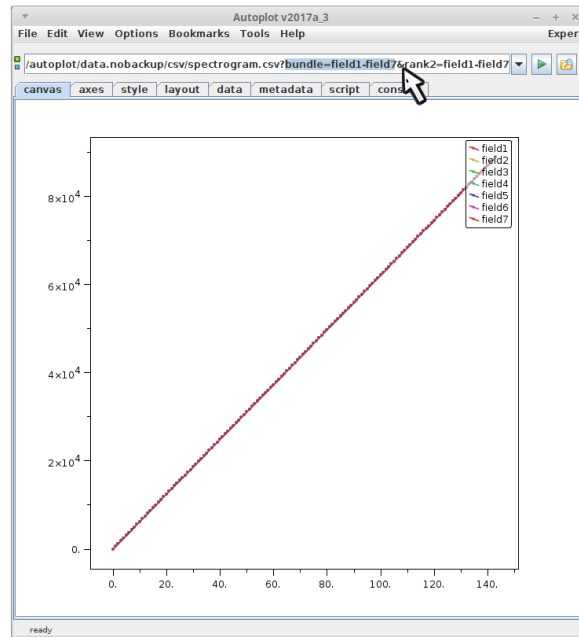 Autoplot v2017a_3
File Edit View Options Bookmarks Tools Help Exper
/autoplot/data.nobackup/csv/spectrogram.csv?bundle=field1-field7&rank2=field1-field7
canvas axes style layout data metadata script cons
field1
field2
field3
field4
field5
field6
field7
8×10⁴
6×10⁴
4×10⁴
2×10⁴
0.
0. 20. 40. 60. 80. 100. 120. 140.
ready